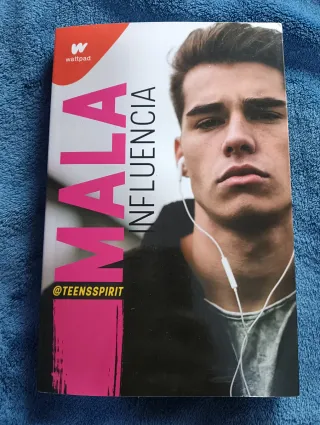 wattpad
MALA
INFLUENCIA
@TEENSSPIRIT